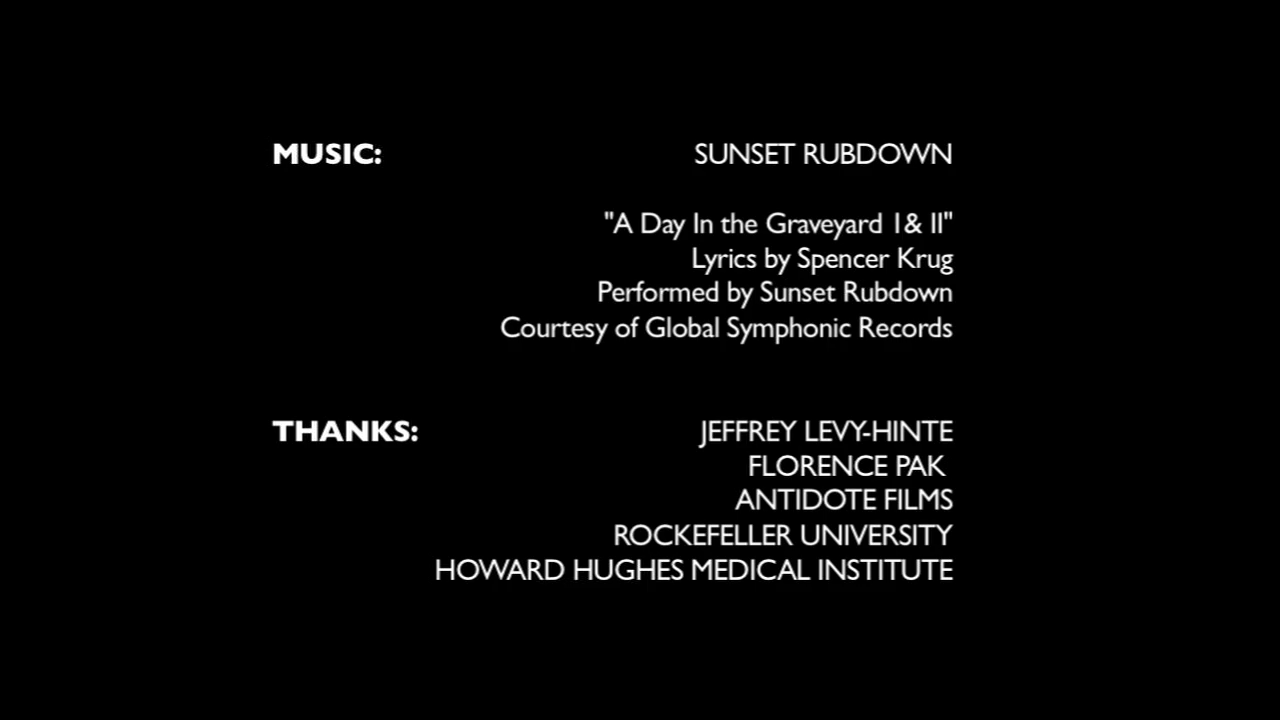 MUSIC: SUNSET RUBDOWN
"A Day In the Graveyard I& II"
Lyrics by Spencer Krug
Performed by Sunset Rubdown
Courtesy of Global Symphonic Records
THANKS: JEFFREY LEVY-HINTE
FLORENCE PAK
ANTIDOTE FILMS
ROCKEFELLER UNIVERSITY
HOWARD HUGHES MEDICAL INSTITUTE